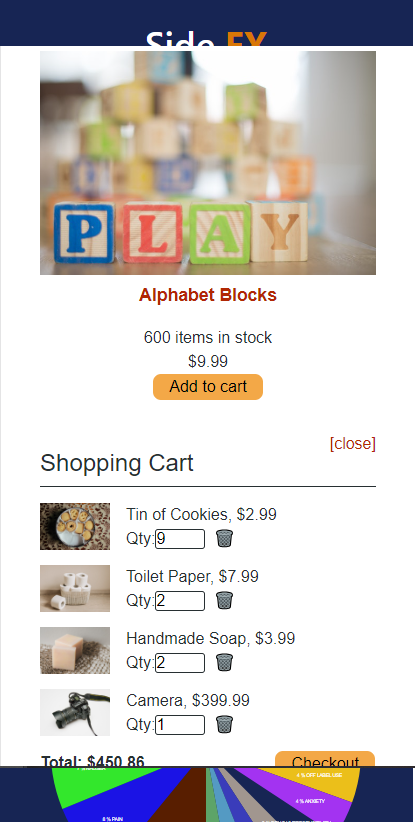 Side FX
PLAY
Alphabet Blocks
600 items in stock
$9.99
Add to cart
[close]
Shopping Cart
Tin of Cookies, $2.99
Qty:9
Toilet Paper, $7.99
Qty:2
Handmade Soap, $3.99
Qty:2
Camera, $399.99
Qty:1
Total: $450.86
Checkout
4 % OFF LABEL USE
4 % ANXIETY
8 % PAIN